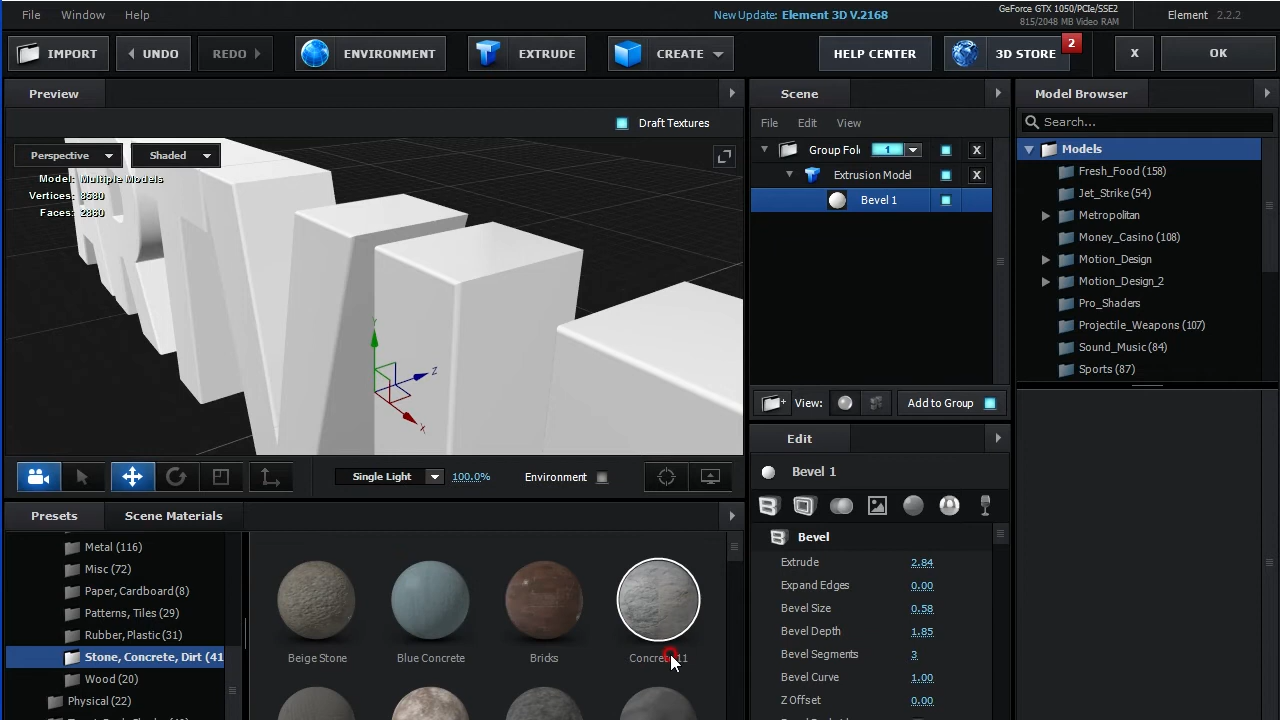 File Window Help
New Update: Element 3D V.2168
GeForce GTX 1050/PCIe/SSE2
815/2048 MB Video RAM
Element 2.2.2
IMPORT
UNDO
REDO
ENVIRONMENT
EXTRUDE
CREATE
HELP CENTER
3D STORE
2
X
OK
Preview
Draft Textures
Perspective
Shaded
Model: Multiple Models
Vertices: 8580
Faces: 2860
Y
Z
X
Single Light
100.0%
Environment
Scene
File Edit View
Group Fol
1
X
Extrusion Model
X
Bevel 1
View:
Add to Group
Model Browser
Search...
Models
Fresh_Food (158)
Jet_Strike (54)
Metropolitan
Money_Casino (108)
Motion_Design
Motion_Design_2
Pro_Shaders
Projectile_Weapons (107)
Sound_Music (84)
Sports (87)
Edit
Bevel 1
Bevel
Extrude 2.84
Expand Edges 0.00
Bevel Size 0.58
Bevel Depth 1.85
Bevel Segments 3
Bevel Curve 1.00
Z Offset 0.00
Presets
Scene Materials
Metal (116)
Misc (72)
Paper, Cardboard (8)
Patterns, Tiles (29)
Rubber, Plastic (31)
Stone, Concrete, Dirt (41
Wood (20)
Physical (22)
Beige Stone
Blue Concrete
Bricks
Concrete 11